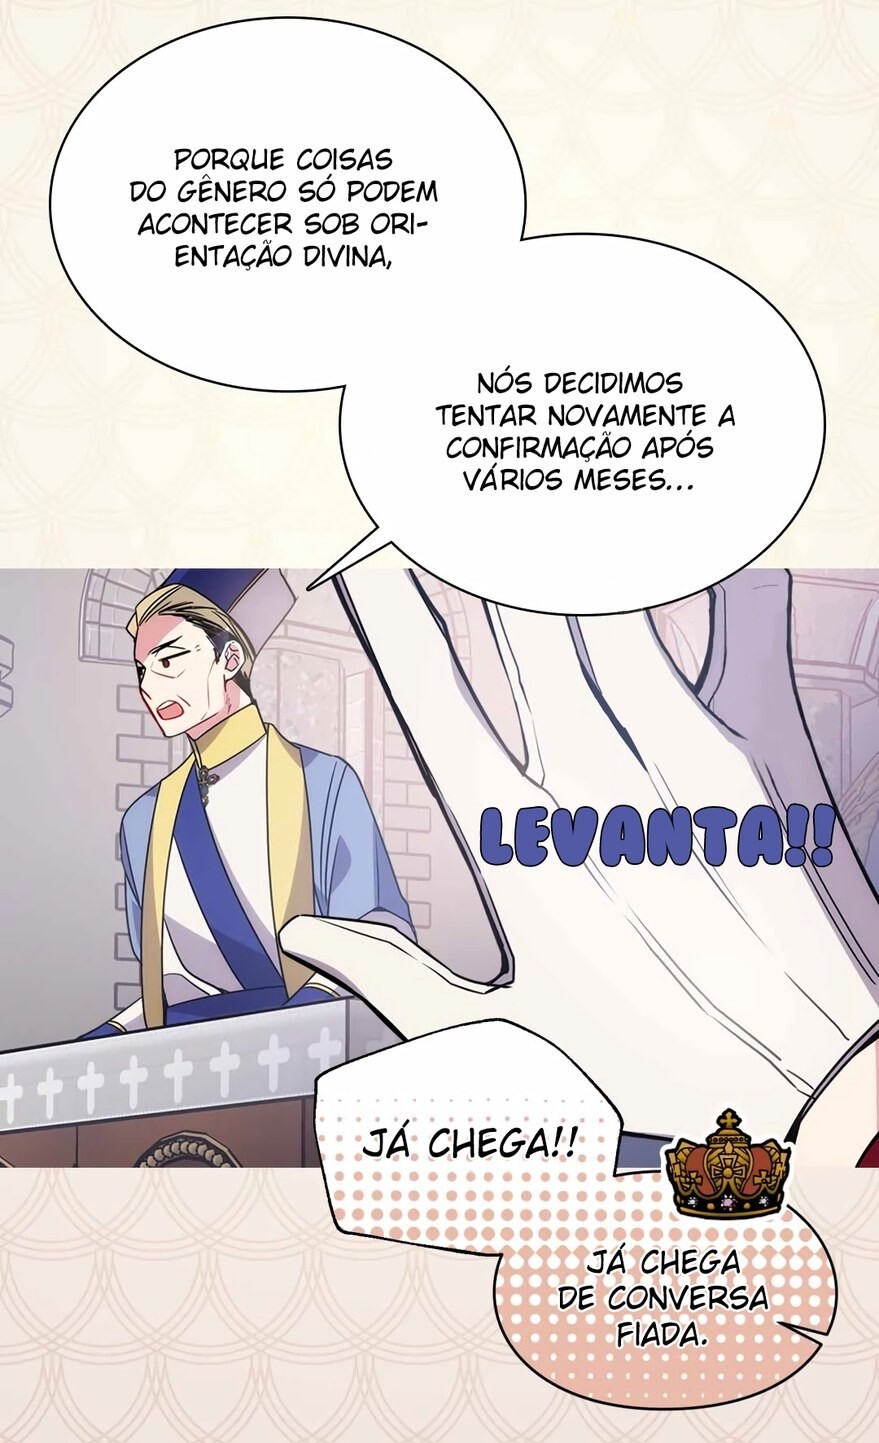 PORQUE COISAS
DO GÊNERO SÓ PODEM
ACONTECER SOB ORI-
ENTAÇÃO DIVINA,
NÓS DECIDIMOS
TENTAR NOVAMENTE A
CONFIRMAÇÃO APÓS
VÁRIOS MESES...
LEVANTA!!
JÁ CHEGA!!
JÁ CHEGA
DE CONVERSA
FIADA.